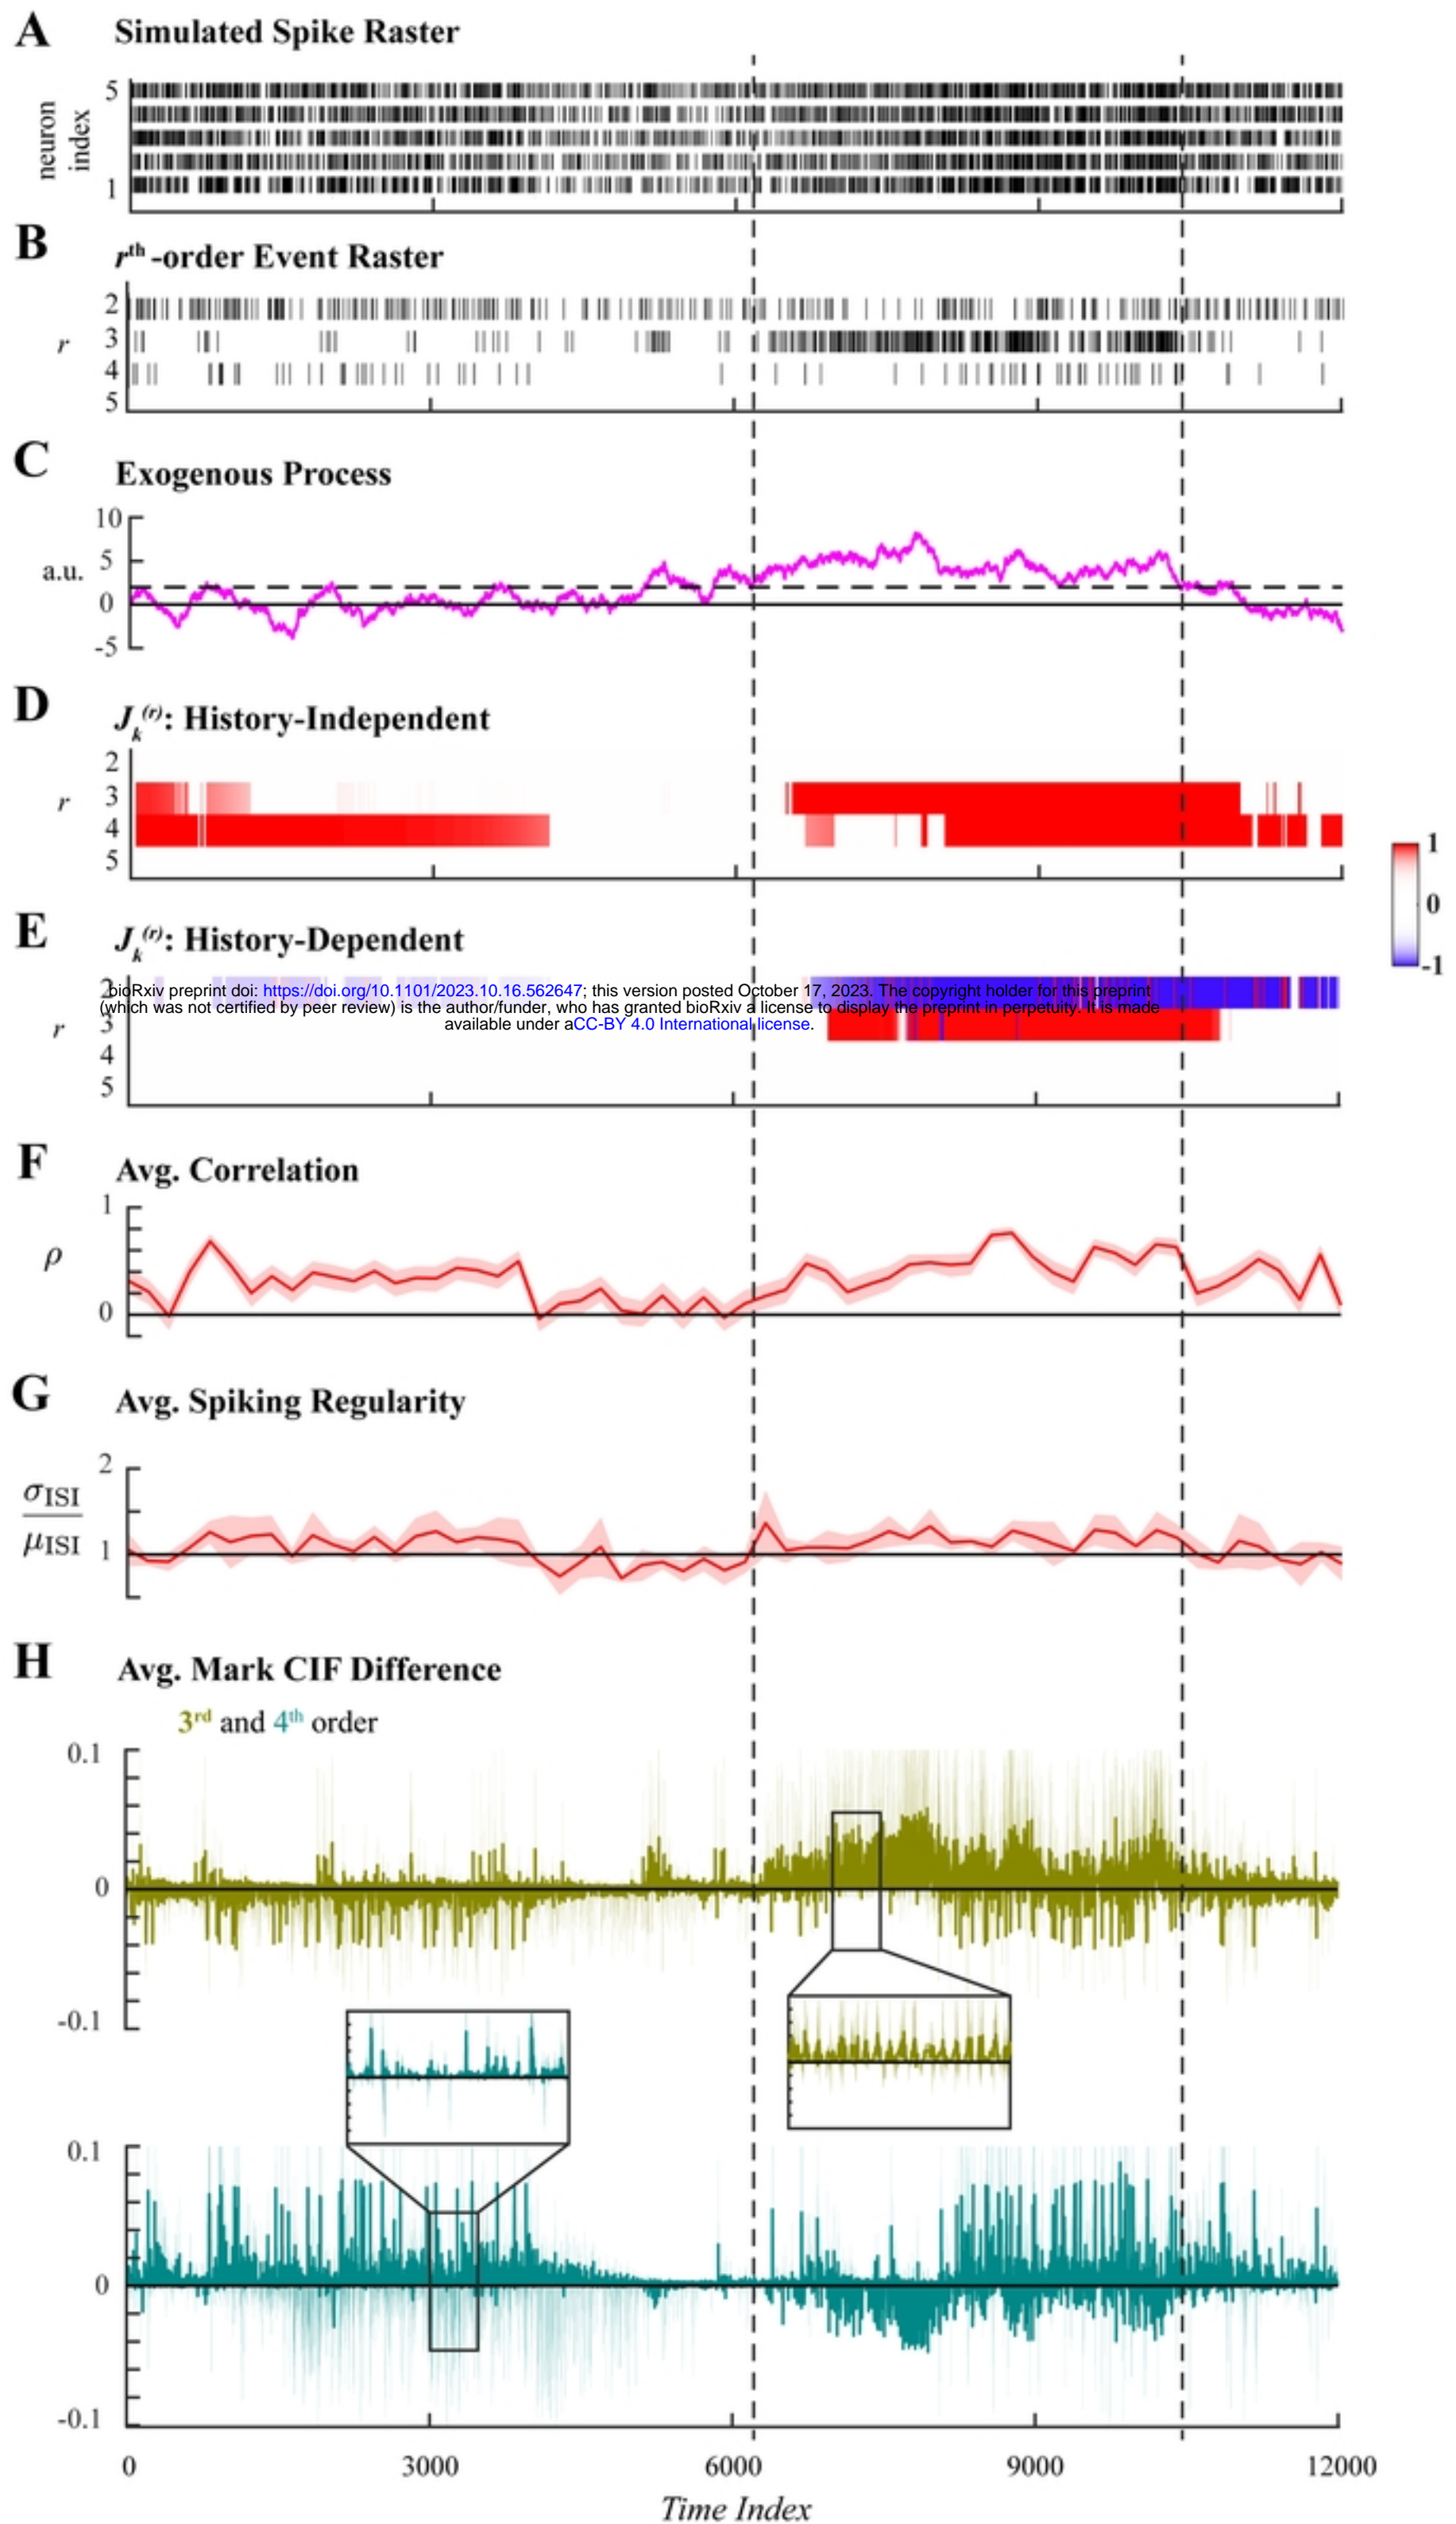 A Simulated Spike Raster
5
neuron
index
1
B rth-order Event Raster
2
3
r
4
5
C Exogenous Process
10
5
a.u.
0
-5
D Jk(r): History-Independent
2
3
r
4
5
1
0
-1
E Jk(r): History-Dependent
2
bioRxiv preprint doi: https://doi.org/10.1101/2023.10.16.562647; this version posted October 17, 2023. The copyright holder for this preprint
(which was not certified by peer review) is the author/funder, who has granted bioRxiv a license to display the preprint in perpetuity. It is made
available under aCC-BY 4.0 International license.
3
r
4
5
F Avg. Correlation
1
ρ
0
G Avg. Spiking Regularity
2
σISI
μISI
1
H Avg. Mark CIF Difference
3rd and 4th order
0.1
0
-0.1
0.1
0
-0.1
0 3000 6000 9000 12000
Time Index